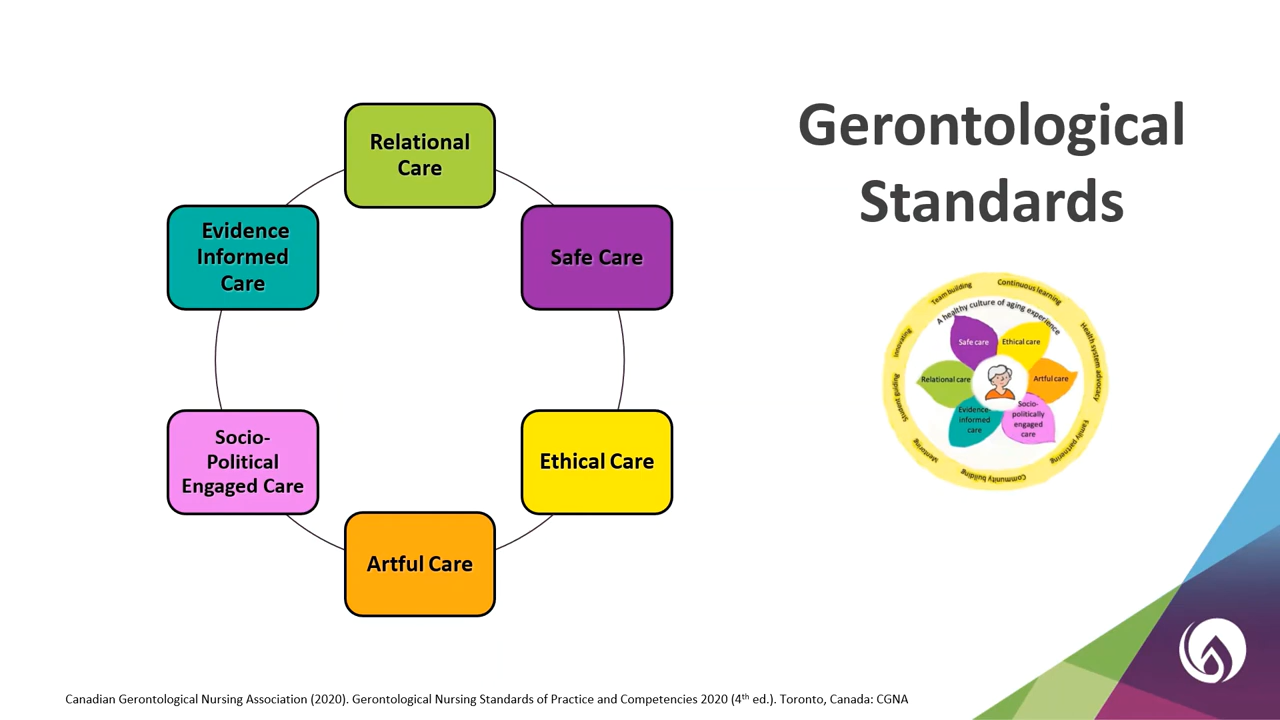 Gerontological
Standards
Relational
Care
Safe Care
Ethical Care
Artful Care
Socio-
Political
Engaged Care
Evidence
Informed
Care
Team building
Continuous learning
Health system advocacy
Family partnering
Community building
Mentoring
Student guiding
Innovating
A healthy culture of aging experience
Safe care
Ethical care
Artful care
Socio-
politically
engaged
care
Evidence-
informed
care
Relational care
Canadian Gerontological Nursing Association (2020). Gerontological Nursing Standards of Practice and Competencies 2020 (4th ed.). Toronto, Canada: CGNA